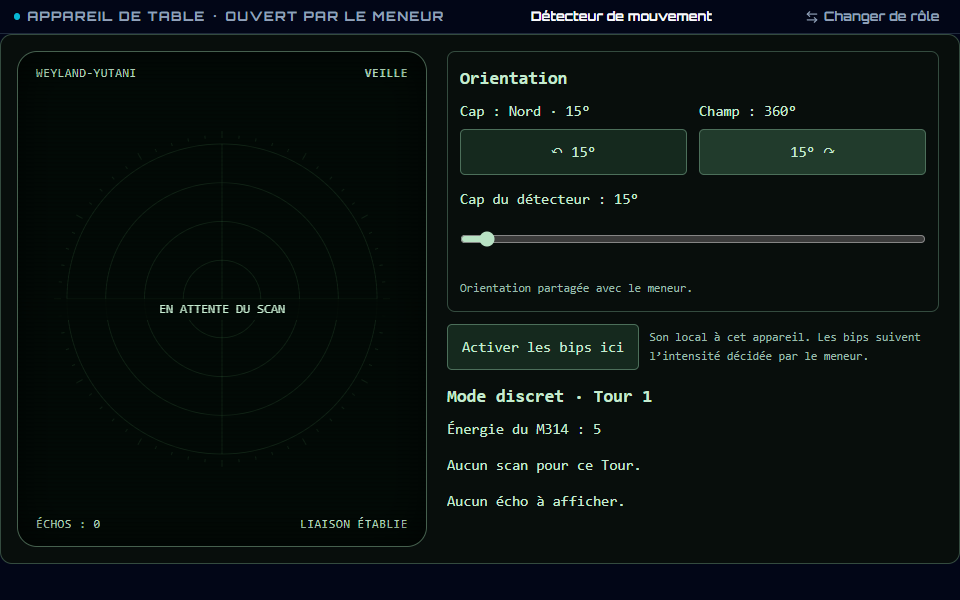 APPAREIL DE TABLE · OUVERT PAR LE MENEUR
Détecteur de mouvement
⇆ Changer de rôle
WEYLAND-YUTANI
VEILLE
EN ATTENTE DU SCAN
ÉCHOS : 0
LIAISON ÉTABLIE
Orientation
Cap : Nord · 15°
Champ : 360°
↶ 15°
15° ↷
Cap du détecteur : 15°
Orientation partagée avec le meneur.
Activer les bips ici
Son local à cet appareil. Les bips suivent
l’intensité décidée par le meneur.
Mode discret · Tour 1
Énergie du M314 : 5
Aucun scan pour ce Tour.
Aucun écho à afficher.